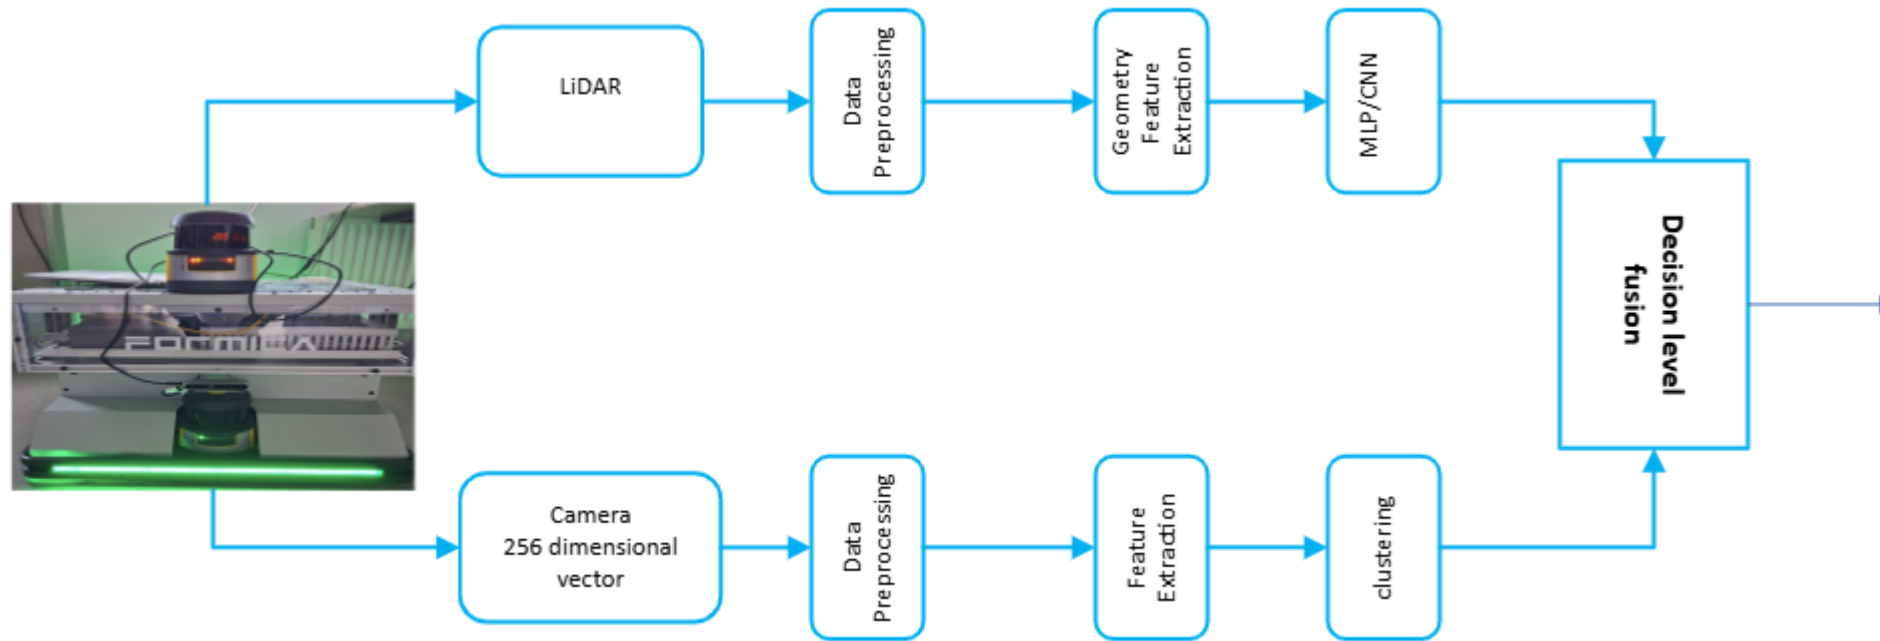 LiDAR
Data
Preprocessing
Geometry
Feature
Extraction
MLP/CNN
Decision level
fusion
FORMICA
Camera
256 dimensional
vector
Data
Preprocessing
Feature
Extraction
clustering